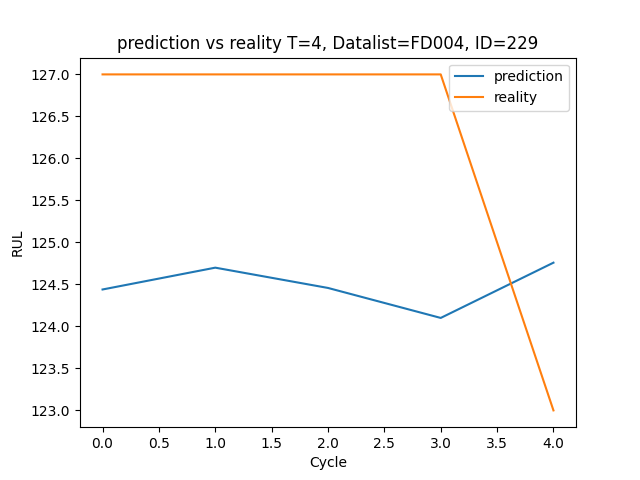 prediction vs reality T=4, Datalist=FD004, ID=229
prediction
reality
RUL
127.0
126.5
126.0
125.5
125.0
124.5
124.0
123.5
123.0
0.0 0.5 1.0 1.5 2.0 2.5 3.0 3.5 4.0
Cycle